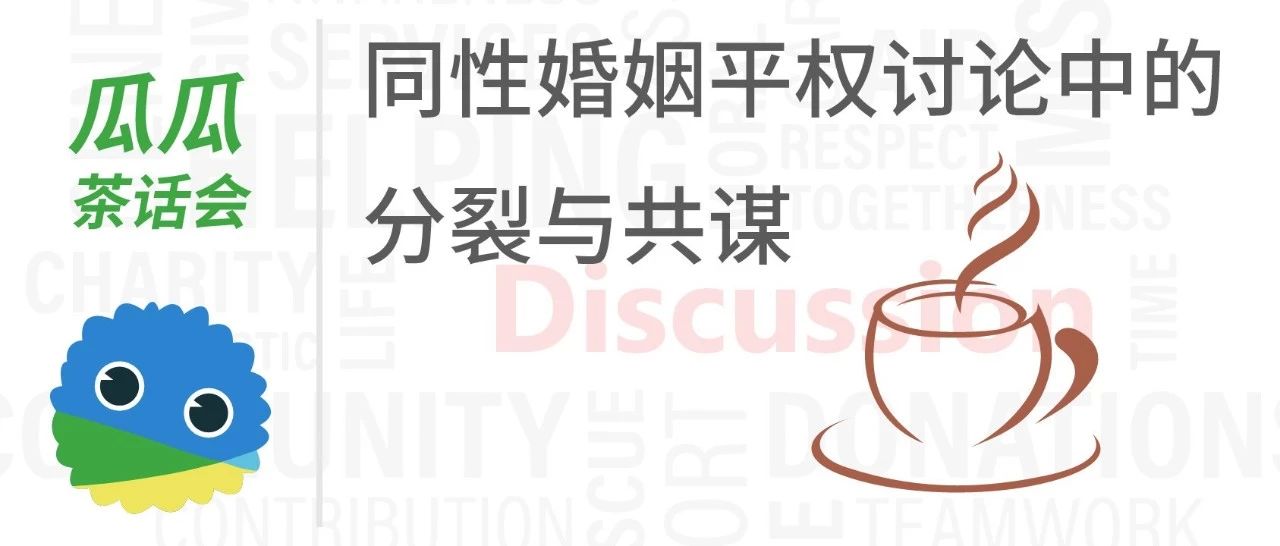 瓜瓜
茶话会
同性婚姻平权讨论中的
分裂与共谋
Discussion
SERVICES
HELPING
RESPECT
CHARITY
LIFE
TIME
COMMUNITY
RESCUE
DONATIONS
CONTRIBUTION
TEAMWORK